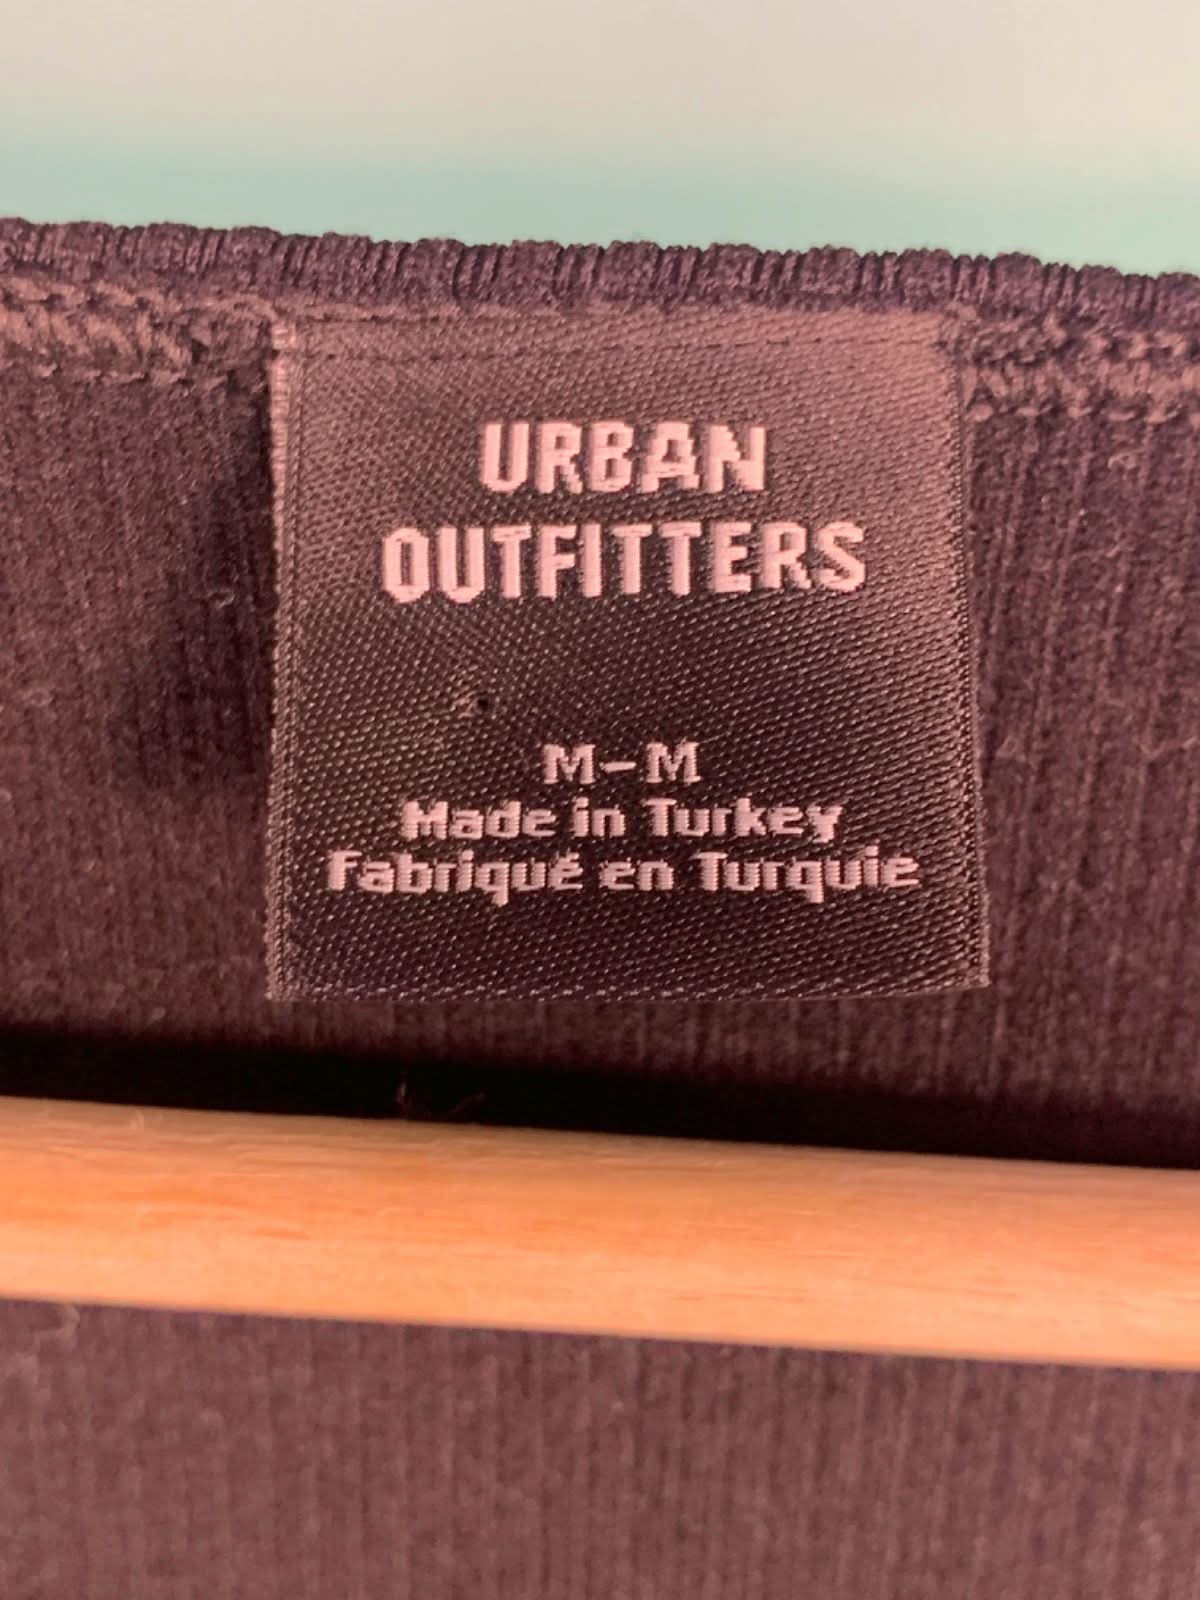 URBAN
OUTFITTERS
M-M
Made in Turkey
Fabriqué en Turquie